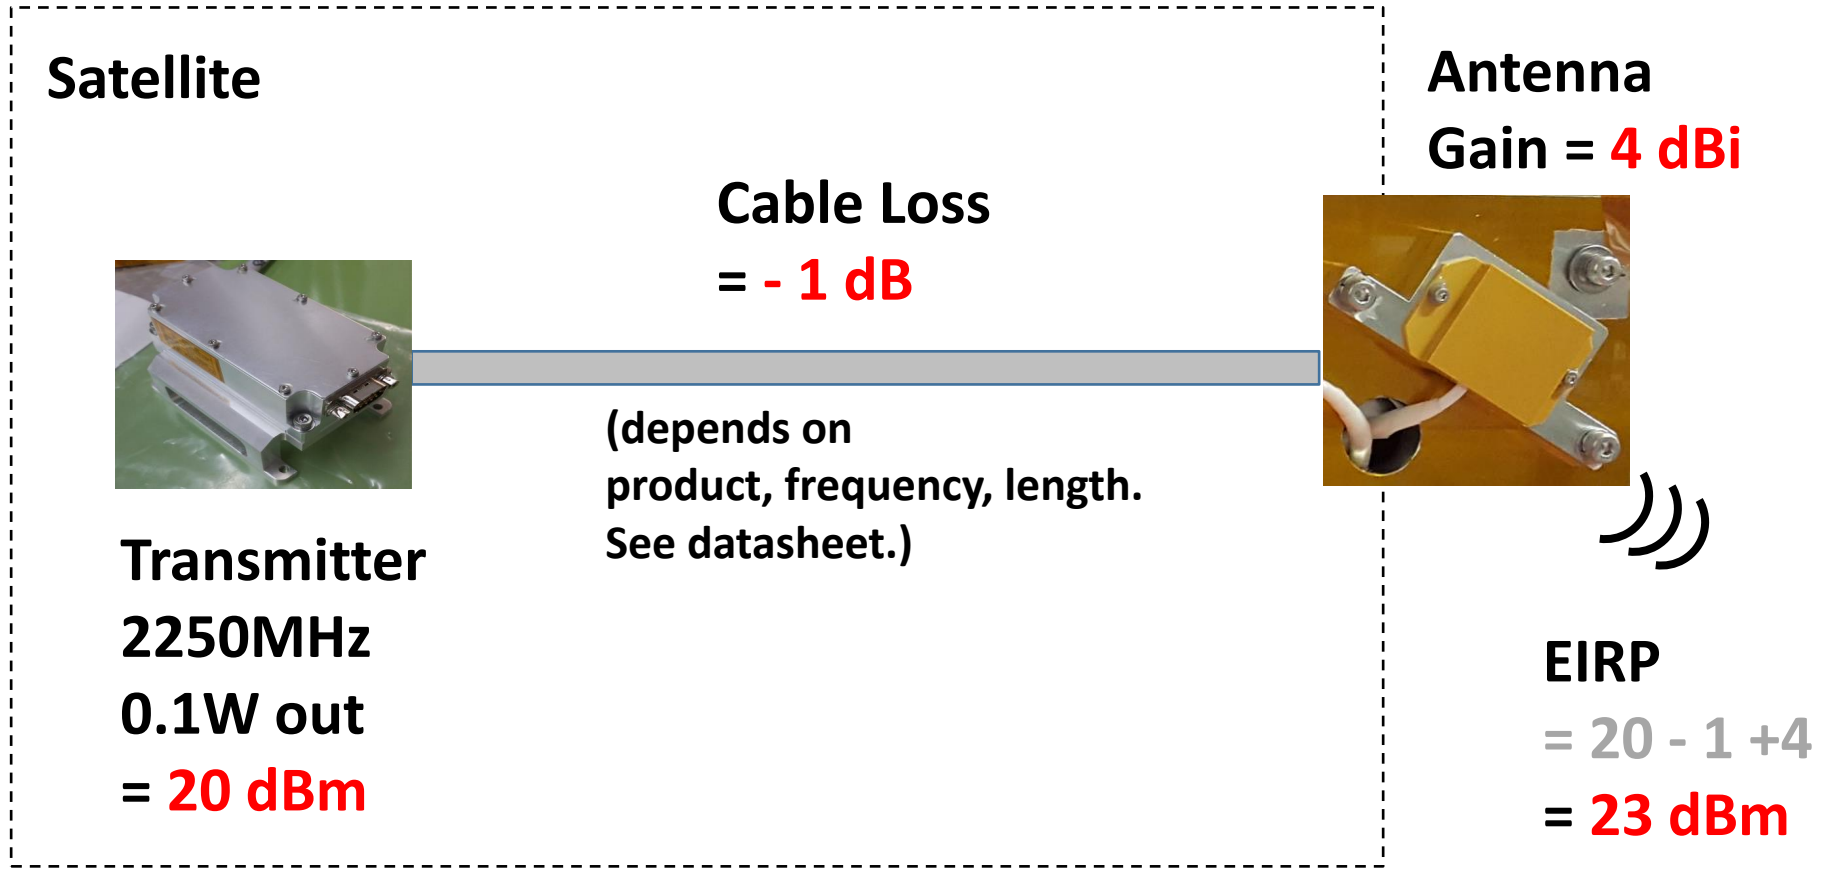 Satellite
Antenna
Gain = 4 dBi
Cable Loss
= - 1 dB
(depends on
product, frequency, length.
See datasheet.)
Transmitter
2250MHz
0.1W out
= 20 dBm
EIRP
= 20 - 1 +4
= 23 dBm